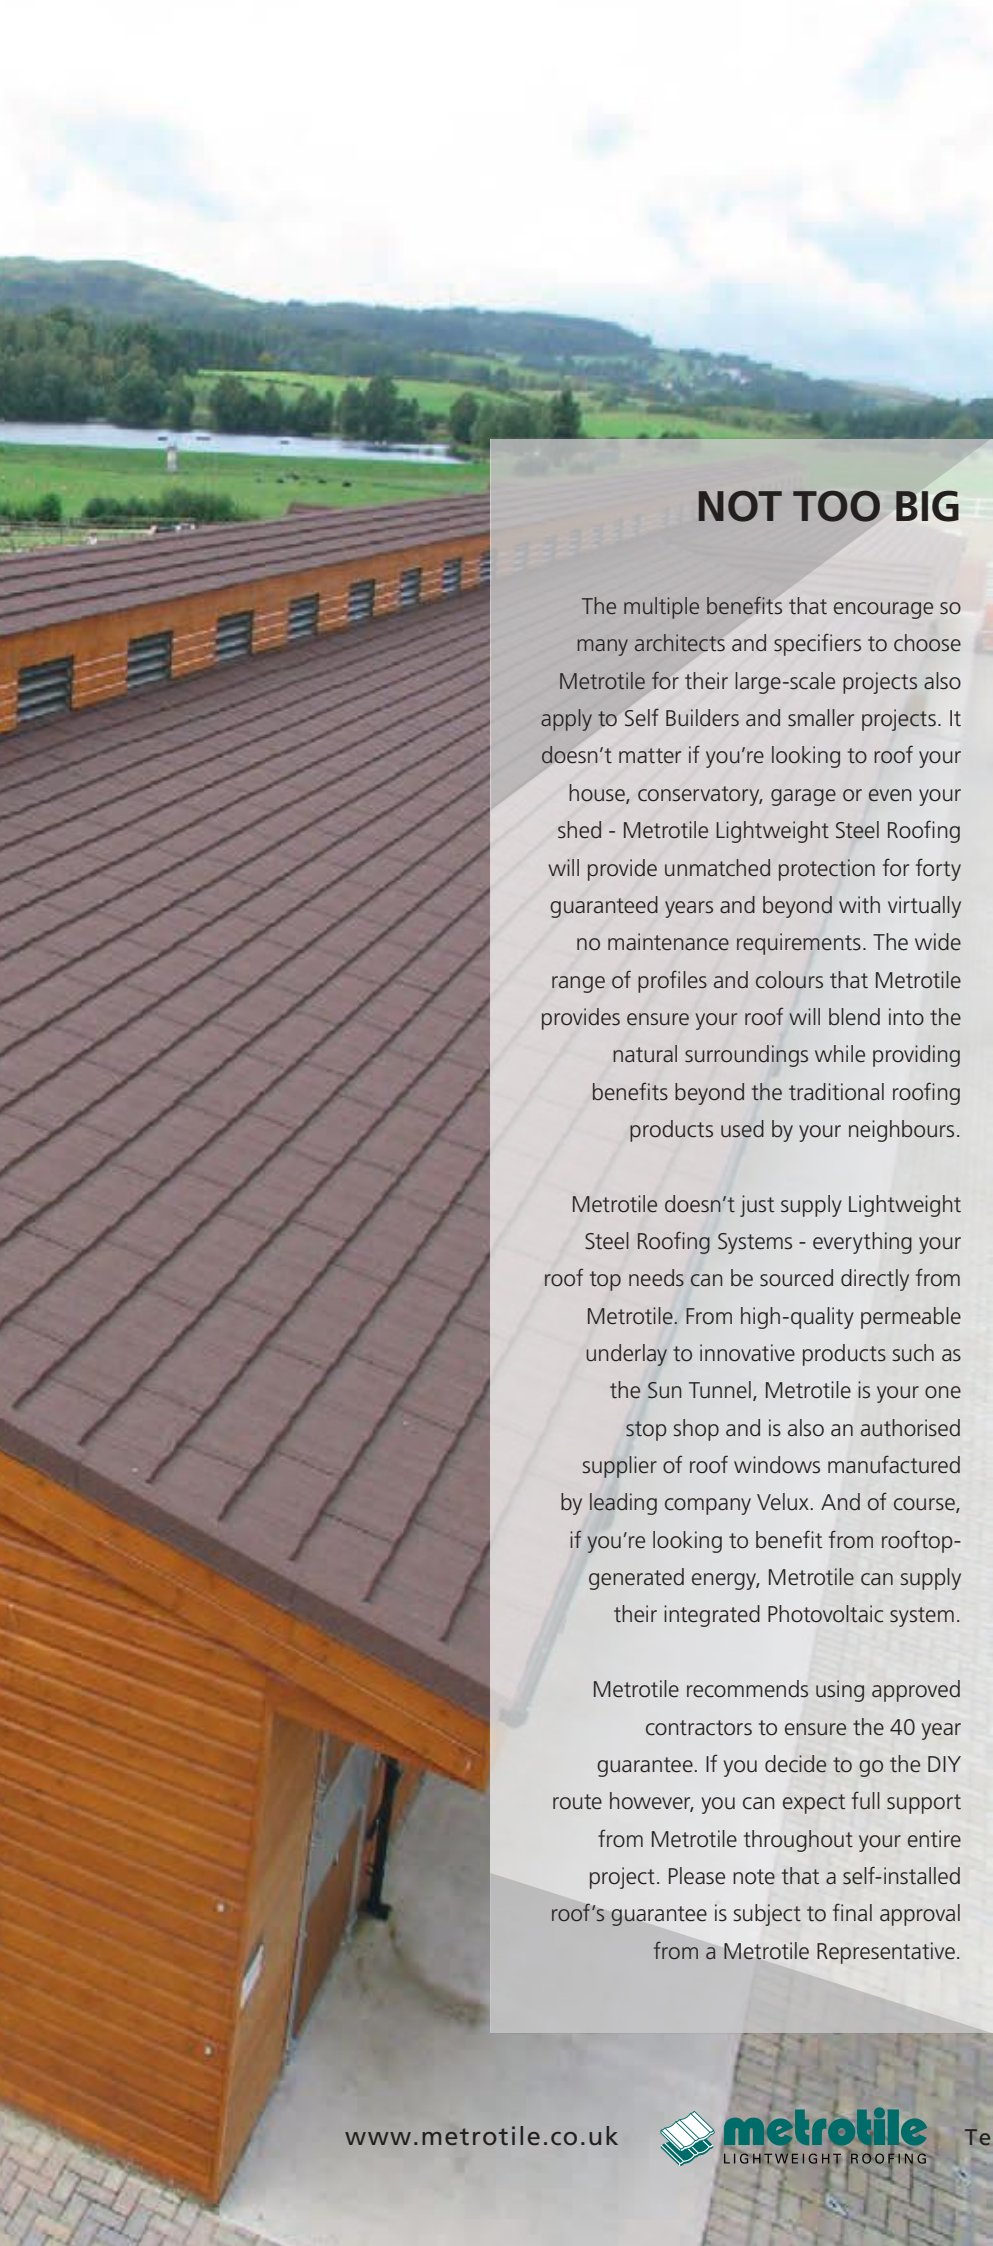 NOT TOO BIG
The multiple benefits that encourage so
many architects and specifiers to choose
Metrotile for their large-scale projects also
apply to Self Builders and smaller projects. It
doesn’t matter if you’re looking to roof your
house, conservatory, garage or even your
shed - Metrotile Lightweight Steel Roofing
will provide unmatched protection for forty
guaranteed years and beyond with virtually
no maintenance requirements. The wide
range of profiles and colours that Metrotile
provides ensure your roof will blend into the
natural surroundings while providing
benefits beyond the traditional roofing
products used by your neighbours.
Metrotile doesn’t just supply Lightweight
Steel Roofing Systems - everything your
roof top needs can be sourced directly from
Metrotile. From high-quality permeable
underlay to innovative products such as
the Sun Tunnel, Metrotile is your one
stop shop and is also an authorised
supplier of roof windows manufactured
by leading company Velux. And of course,
if you’re looking to benefit from rooftop-
generated energy, Metrotile can supply
their integrated Photovoltaic system.
Metrotile recommends using approved
contractors to ensure the 40 year
guarantee. If you decide to go the DIY
route however, you can expect full support
from Metrotile throughout your entire
project. Please note that a self-installed
roof’s guarantee is subject to final approval
from a Metrotile Representative.
www.metrotile.co.uk
metrotile
LIGHTWEIGHT ROOFING
Te